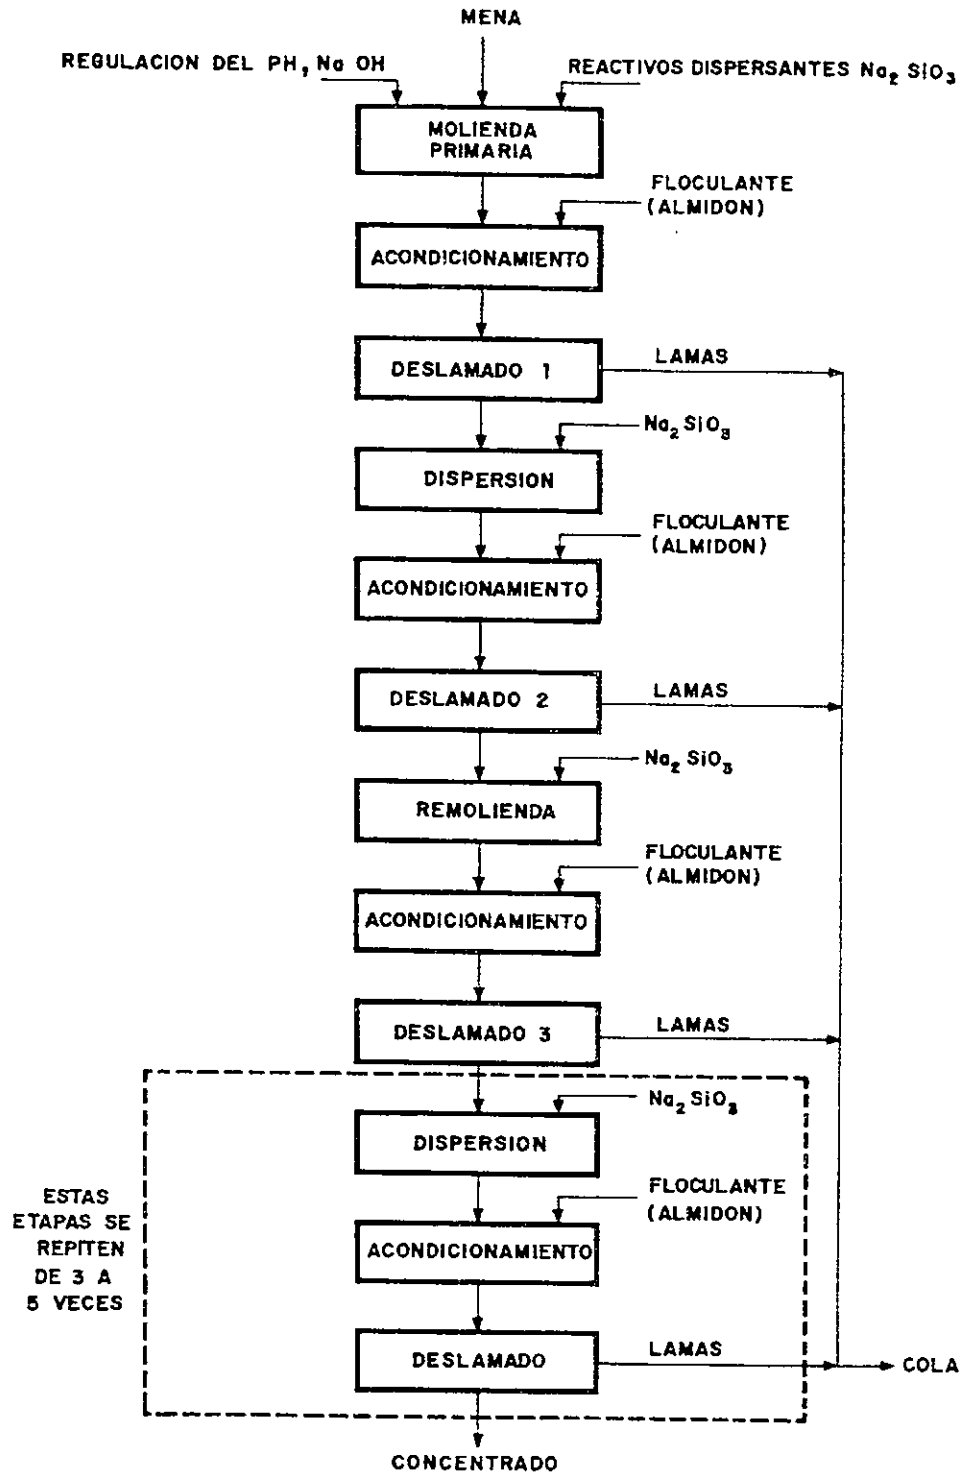 MENA
REGULACION DEL PH, Na OH
REACTIVOS DISPERSANTES Na₂ SiO₃
MOLIENDA
PRIMARIA
FLOCULANTE
(ALMIDON)
ACONDICIONAMIENTO
DESLAMADO 1
LAMAS
Na₂ SiO₃
DISPERSION
FLOCULANTE
(ALMIDON)
ACONDICIONAMIENTO
DESLAMADO 2
LAMAS
Na₂ SiO₃
REMOLIENDA
FLOCULANTE
(ALMIDON)
ACONDICIONAMIENTO
DESLAMADO 3
LAMAS
Na₂ SiO₃
DISPERSION
ESTAS
ETAPAS SE
REPITEN
DE 3 A
5 VECES
FLOCULANTE
(ALMIDON)
ACONDICIONAMIENTO
DESLAMADO
LAMAS
COLA
CONCENTRADO